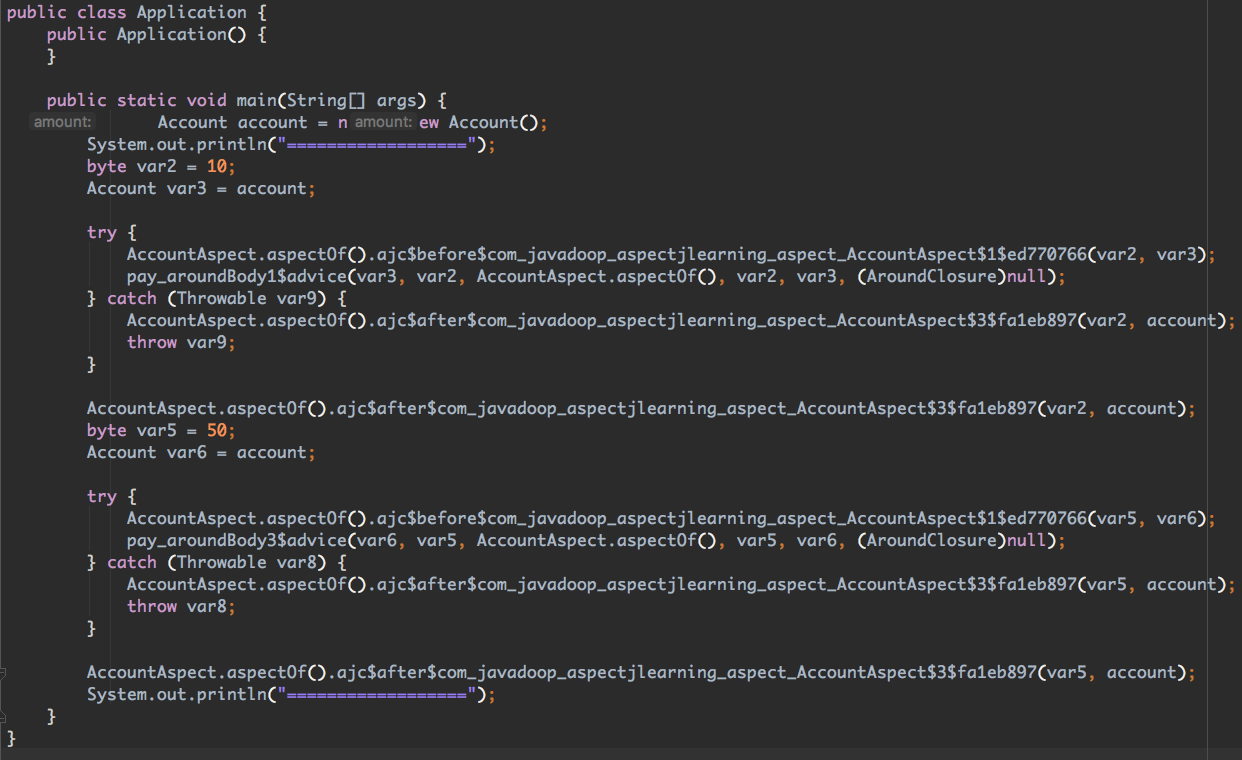 public class Application {
    public Application() {
    }

    public static void main(String[] args) {
amount:       Account account = n amount: ew Account();
        System.out.println("==================");
        byte var2 = 10;
        Account var3 = account;

        try {
            AccountAspect.aspectOf().ajc$before$com_javadoop_aspectjlearning_aspect_AccountAspect$1$ed770766(var2, var3);
            pay_aroundBody1$advice(var3, var2, AccountAspect.aspectOf(), var2, var3, (AroundClosure)null);
        } catch (Throwable var9) {
            AccountAspect.aspectOf().ajc$after$com_javadoop_aspectjlearning_aspect_AccountAspect$3$fa1eb897(var2, account);
            throw var9;
        }

        AccountAspect.aspectOf().ajc$after$com_javadoop_aspectjlearning_aspect_AccountAspect$3$fa1eb897(var2, account);
        byte var5 = 50;
        Account var6 = account;

        try {
            AccountAspect.aspectOf().ajc$before$com_javadoop_aspectjlearning_aspect_AccountAspect$1$ed770766(var5, var6);
            pay_aroundBody3$advice(var6, var5, AccountAspect.aspectOf(), var5, var6, (AroundClosure)null);
        } catch (Throwable var8) {
            AccountAspect.aspectOf().ajc$after$com_javadoop_aspectjlearning_aspect_AccountAspect$3$fa1eb897(var5, account);
            throw var8;
        }

        AccountAspect.aspectOf().ajc$after$com_javadoop_aspectjlearning_aspect_AccountAspect$3$fa1eb897(var5, account);
        System.out.println("==================");
    }
}